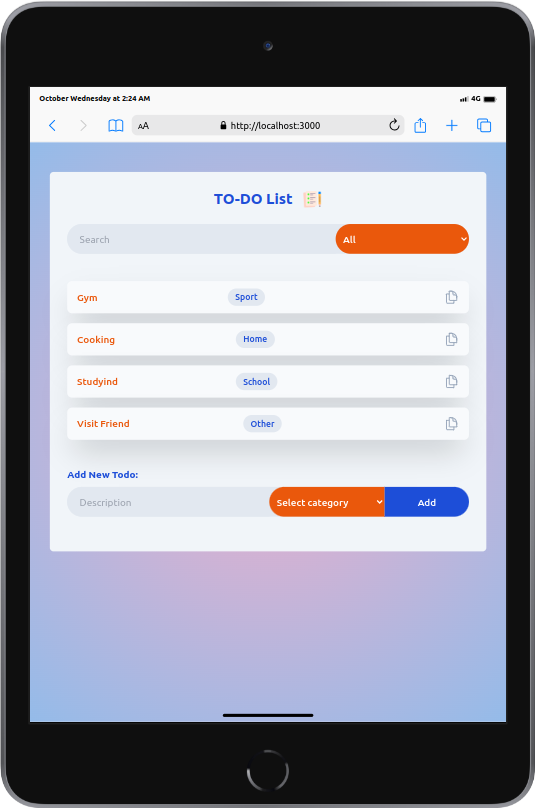 October Wednesday at 2:24 AM 4G
AA http://localhost:3000
TO-DO List
Search All
Gym Sport
Cooking Home
Studyind School
Visit Friend Other
Add New Todo:
Description Select category Add